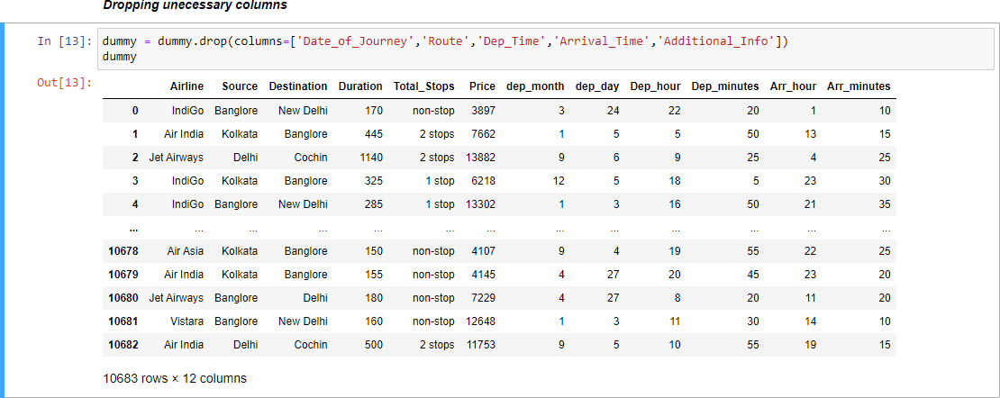 Dropping unecessary columns
In [13]: dummy = dummy.drop(columns=['Date_of_Journey','Route','Dep_Time','Arrival_Time','Additional_Info'])
dummy
Out[13]:
Airline Source Destination Duration Total_Stops Price dep_month dep_day Dep_hour Dep_minutes Arr_hour Arr_minutes
0 IndiGo Banglore New Delhi 170 non-stop 3897 3 24 22 20 1 10
1 Air India Kolkata Banglore 445 2 stops 7662 1 5 5 50 13 15
2 Jet Airways Delhi Cochin 1140 2 stops 13882 9 6 9 25 4 25
3 IndiGo Kolkata Banglore 325 1 stop 6218 12 5 18 5 23 30
4 IndiGo Banglore New Delhi 285 1 stop 13302 1 3 16 50 21 35
... ... ... ... ... ... ... ... ... ... ... ... ...
10678 Air Asia Kolkata Banglore 150 non-stop 4107 9 4 19 55 22 25
10679 Air India Kolkata Banglore 155 non-stop 4145 4 27 20 45 23 20
10680 Jet Airways Banglore Delhi 180 non-stop 7229 4 27 8 20 11 20
10681 Vistara Banglore New Delhi 160 non-stop 12648 1 3 11 30 14 10
10682 Air India Delhi Cochin 500 2 stops 11753 9 5 10 55 19 15
10683 rows × 12 columns